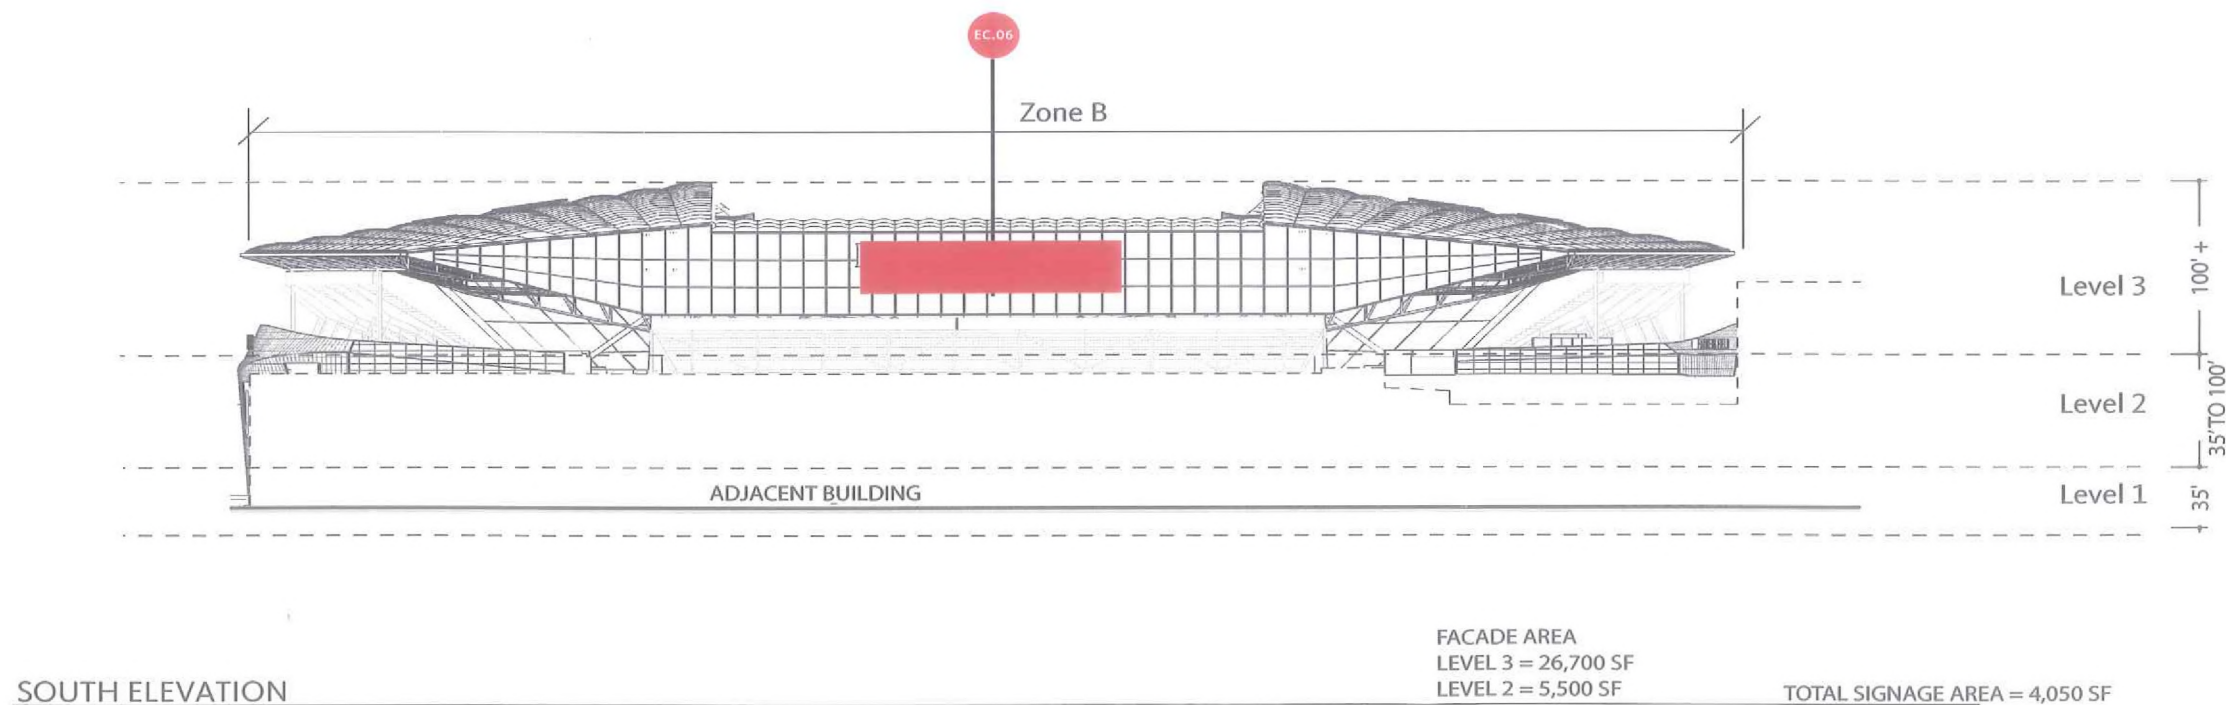 EC.06
Zone B
Level 3
100' +
Level 2
35'TO 100'
ADJACENT BUILDING
Level 1
35'
FACADE AREA
LEVEL 3 = 26,700 SF
LEVEL 2 = 5,500 SF
SOUTH ELEVATION
TOTAL SIGNAGE AREA = 4,050 SF